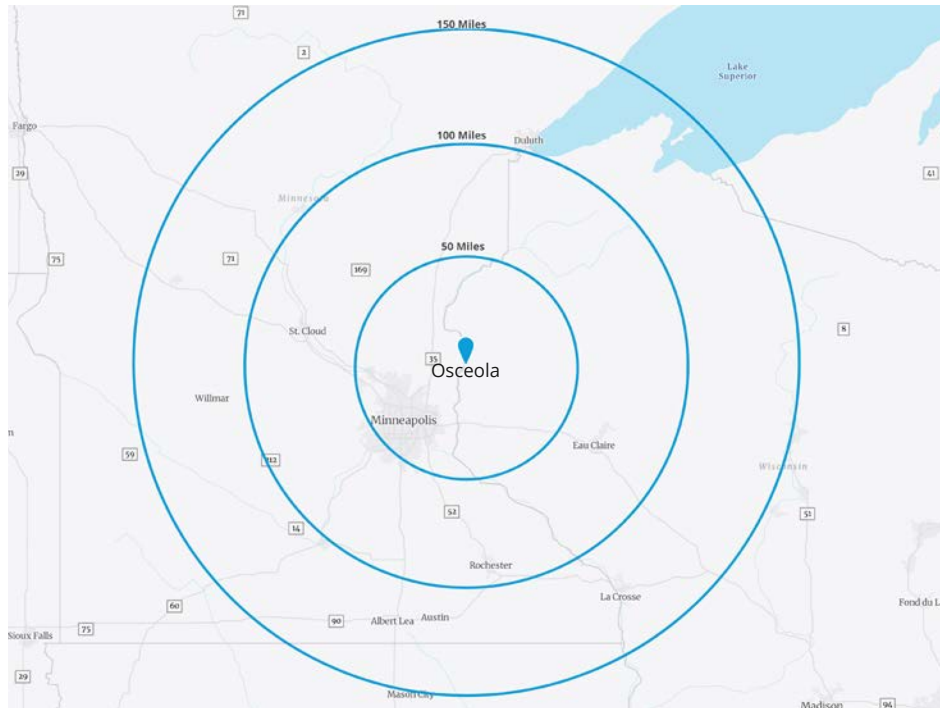 71
150 Miles
2
Lake
Superior
Fargo
100 Miles
Duluth
29
41
Minnesota
50 Miles
75
71
169
St. Cloud
8
35
Osceola
Willmar
Minneapolis
Eau Claire
59
212
Wisconsin
52
51
14
Rochester
La Crosse
Fond du L
60
90
Albert Lea
Austin
75
Sioux Falls
29
Mason City
Madison
94